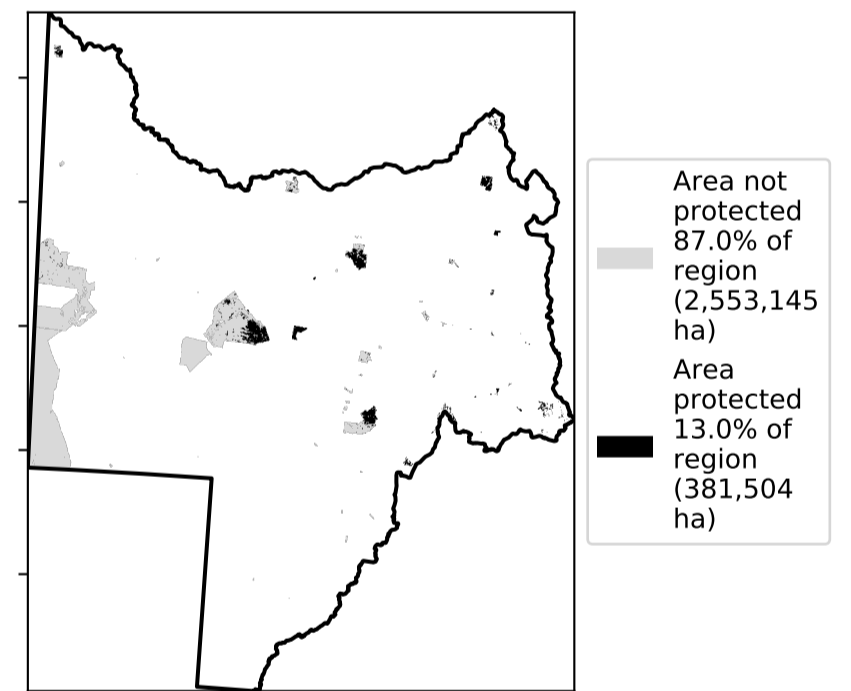 Area not
protected
87.0% of
region
(2,553,145
ha)
Area
protected
13.0% of
region
(381,504
ha)